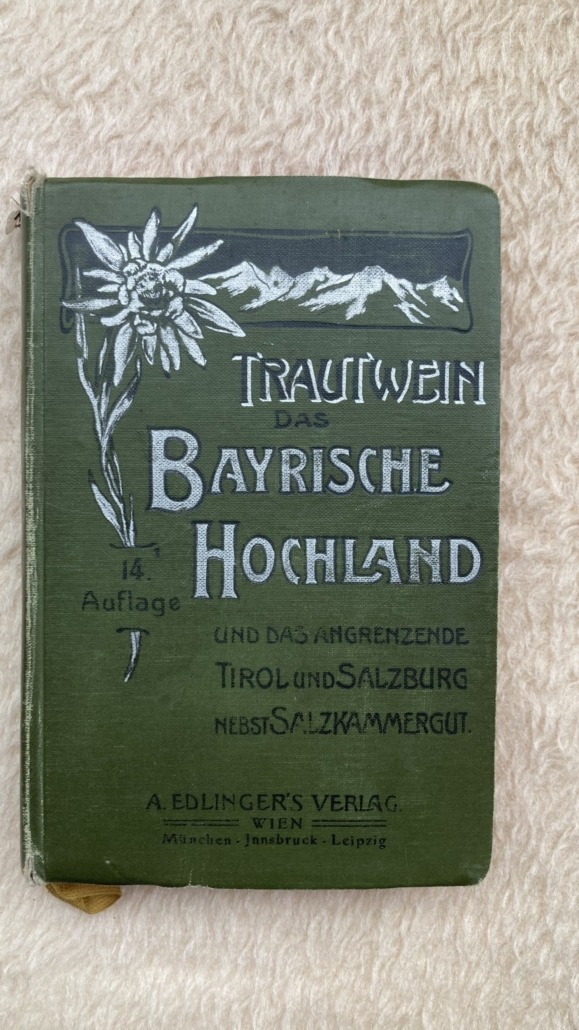 TRAUTWEIN
DAS
BAYRISCHE
HOCHLAND
14.
Auflage
UND DAS ANGRENZENDE
TIROL UND SALZBURG
NEBST SALZKAMMERGUT.
A. EDLINGER'S VERLAG.
WIEN
München - Innsbruck - Leipzig